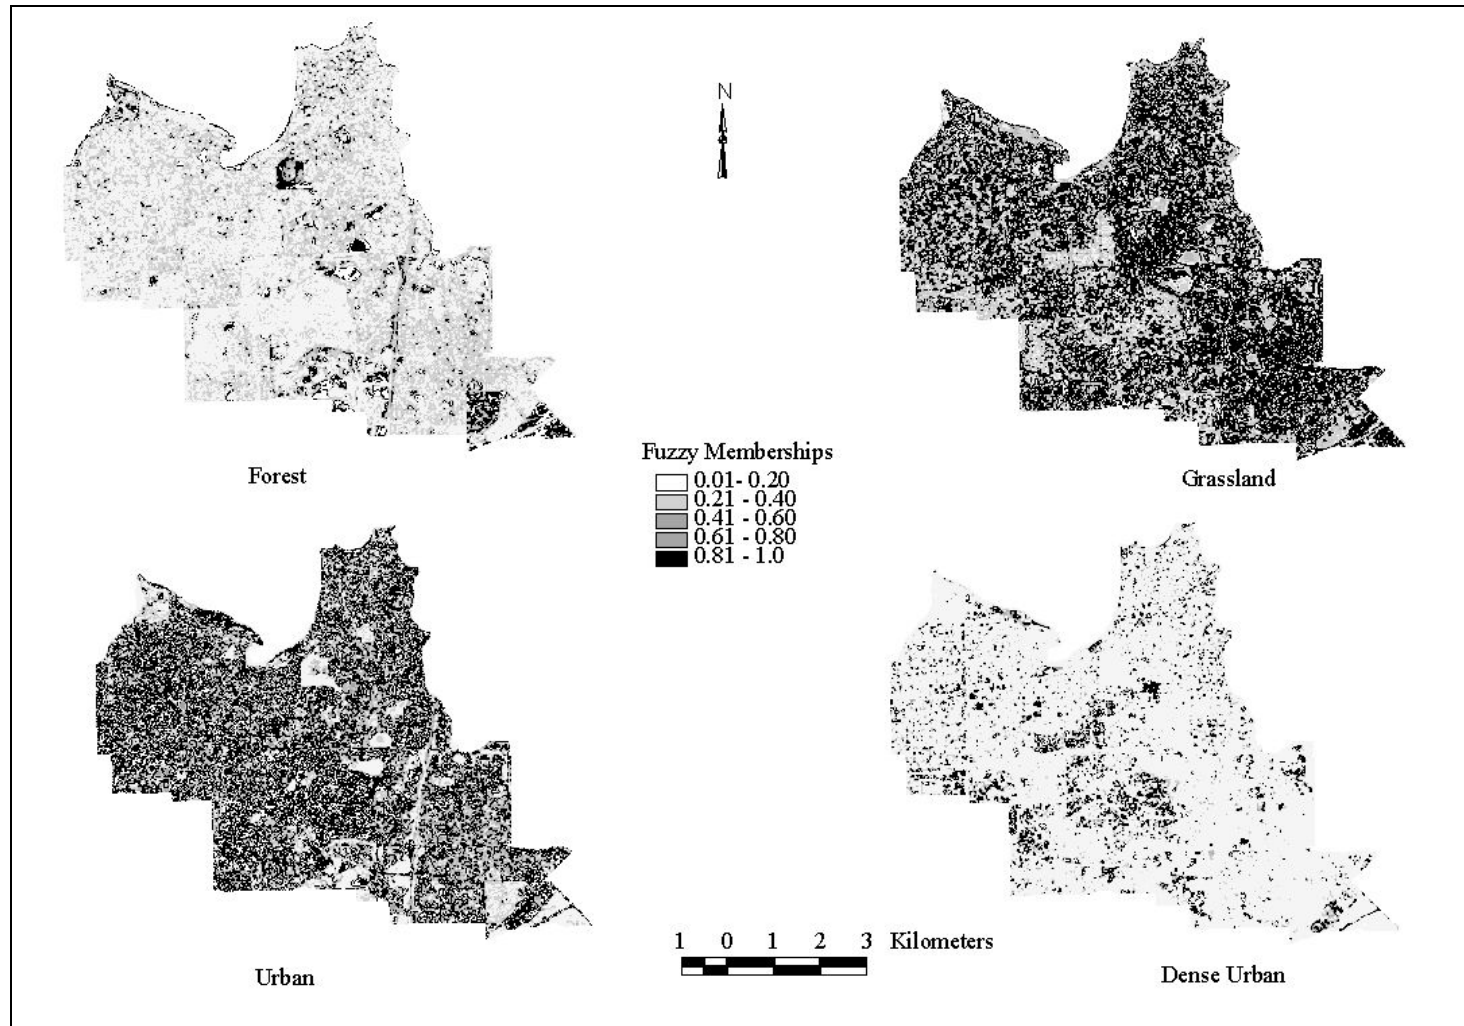 N
Forest
Fuzzy Memberships
0.01- 0.20
0.21 - 0.40
0.41 - 0.60
0.61 - 0.80
0.81 - 1.0
Grassland
1 0 1 2 3 Kilometers
Urban
Dense Urban